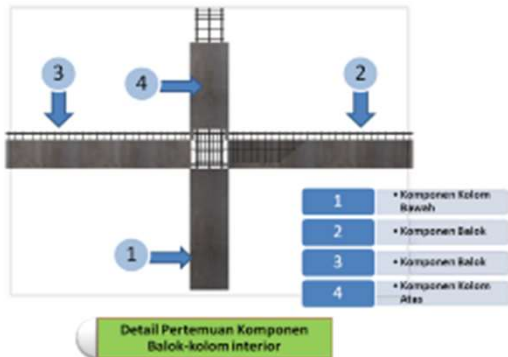 3
4
2
1
1 • Komponen Kolom
Bawah
2 • Komponen Balok
3 • Komponen Balok
4 • Komponen Kolom
Atas
Detail Pertemuan Komponen
Balok-kolom interior